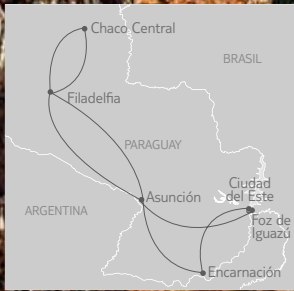 Chaco Central
BRASIL
Filadelfia
PARAGUAY
Asunción
Ciudad
del Este
ARGENTINA
Foz de
Iguazú
Encarnación